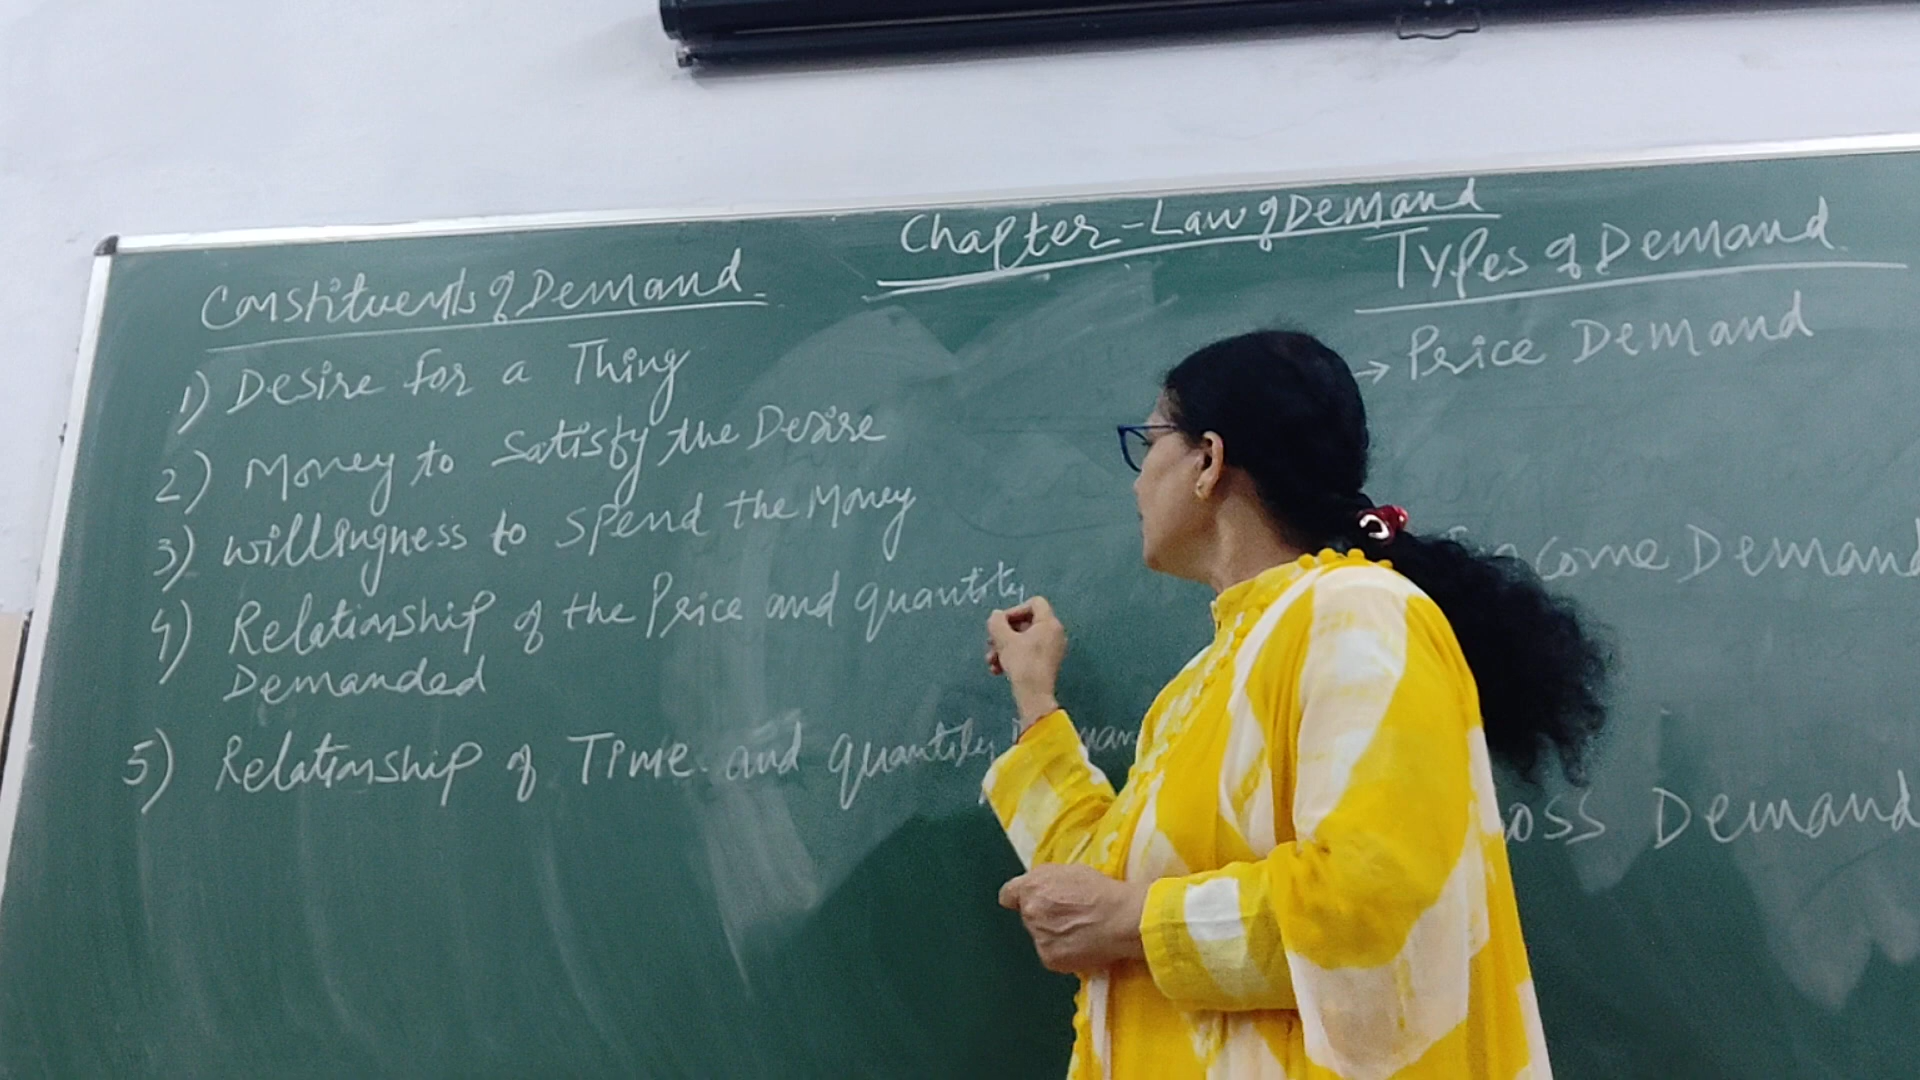 Chapter - Law of Demand
Constituents of Demand
1) Desire for a Thing
2) Money to Satisfy the Desire
3) willingness to spend the Money
4) Relationship of the Price and quantity
Demanded
5) Relationship of Time and quantity
Types of Demand
→ Price Demand
Demand
Demand